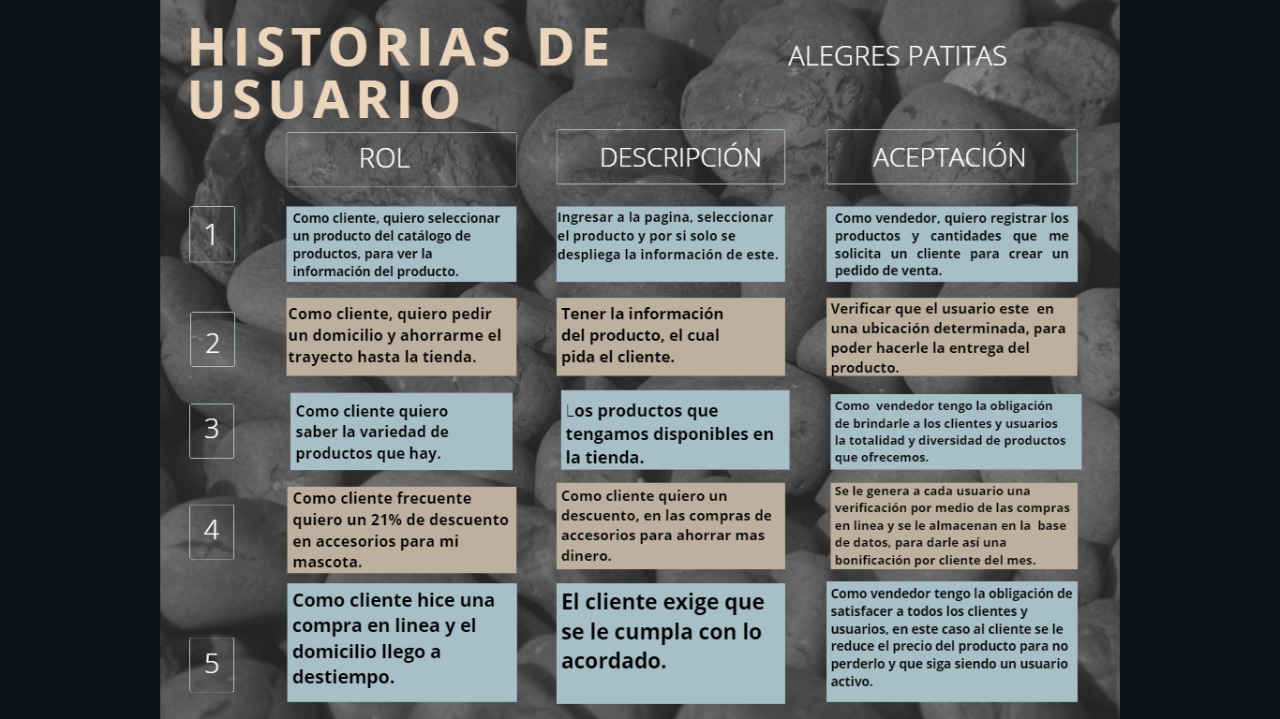 HISTORIAS DE
USUARIO
ALEGRES PATITAS
ROL
DESCRIPCIÓN
ACEPTACIÓN
1
Como cliente, quiero seleccionar
un producto del catálogo de
productos, para ver la
información del producto.
Ingresar a la pagina, seleccionar
el producto y por si solo se
despliega la información de este.
Como vendedor, quiero registrar los
productos y cantidades que me
solicita un cliente para crear un
pedido de venta.
2
Como cliente, quiero pedir
un domicilio y ahorrarme el
trayecto hasta la tienda.
Tener la información
del producto, el cual
pida el cliente.
Verificar que el usuario este en
una ubicación determinada, para
poder hacerle la entrega del
producto.
3
Como cliente quiero
saber la variedad de
productos que hay.
Los productos que
tengamos disponibles en
la tienda.
Como vendedor tengo la obligación
de brindarle a los clientes y usuarios
la totalidad y diversidad de productos
que ofrecemos.
4
Como cliente frecuente
quiero un 21% de descuento
en accesorios para mi
mascota.
Como cliente quiero un
descuento, en las compras de
accesorios para ahorrar mas
dinero.
Se le genera a cada usuario una
verificación por medio de las compras
en linea y se le almacenan en la base
de datos, para darle así una
bonificación por cliente del mes.
5
Como cliente hice una
compra en linea y el
domicilio llego a
destiempo.
El cliente exige que
se le cumpla con lo
acordado.
Como vendedor tengo la obligación de
satisfacer a todos los clientes y
usuarios, en este caso al cliente se le
reduce el precio del producto para no
perderlo y que siga siendo un usuario
activo.